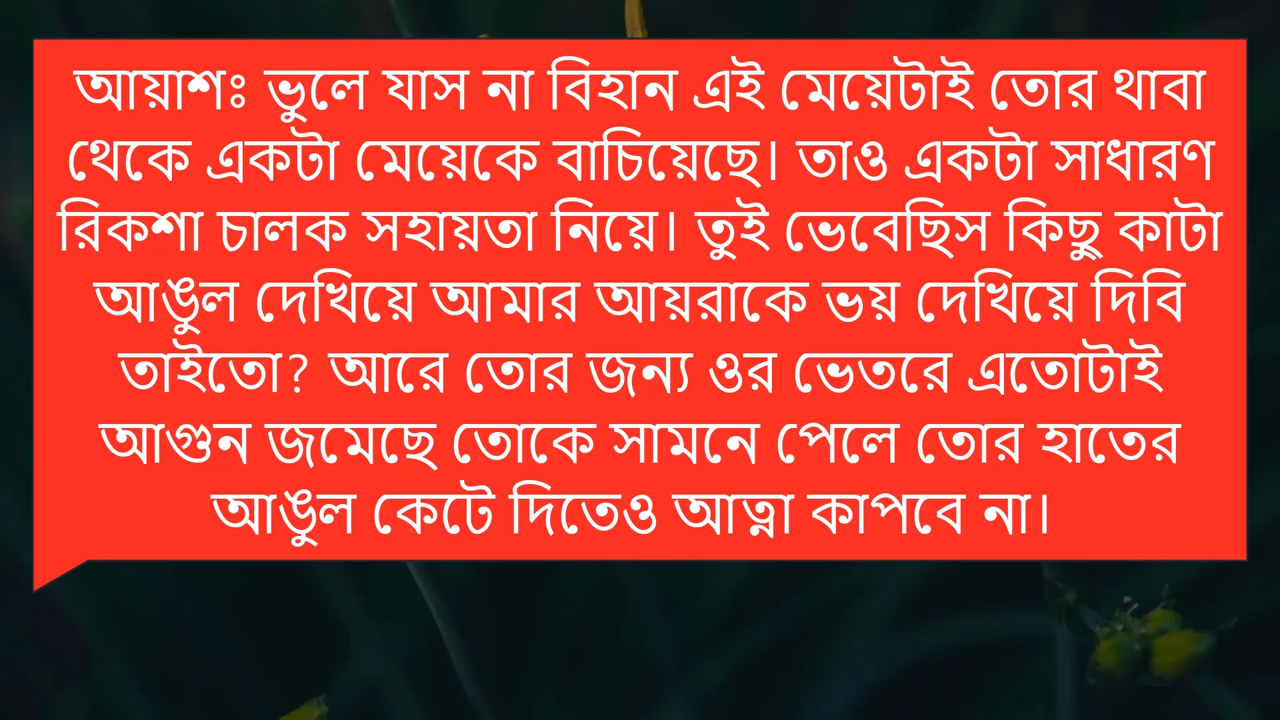 আয়াশঃ ভুলে যাস না বিহান এই মেয়েটাই তোর থাবা
থেকে একটা মেয়েকে বাচিয়েছে। তাও একটা সাধারণ
রিকশা চালক সহায়তা নিয়ে। তুই ভেবেছিস কিছুু কাটা
আঙুল দেখিয়ে আমার আয়রাকে ভয় দেখিয়ে দিবি
তাইতো? আরে তোর জন্য ওর ভেতরে এতোটাই
আগুন জমেছে তোকে সামনে পেলে তোর হাতের
আঙুল কেটে দিতেও আত্না কাপবে না।